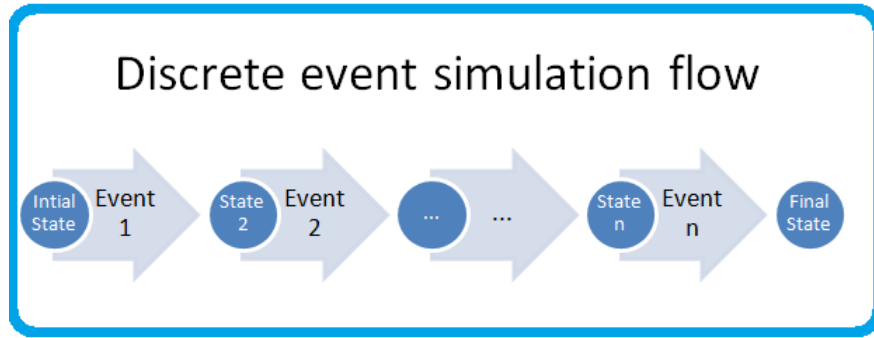 Discrete event simulation flow
Intial
State
Event
1
State
2
Event
2
...
...
State
n
Event
n
Final
State